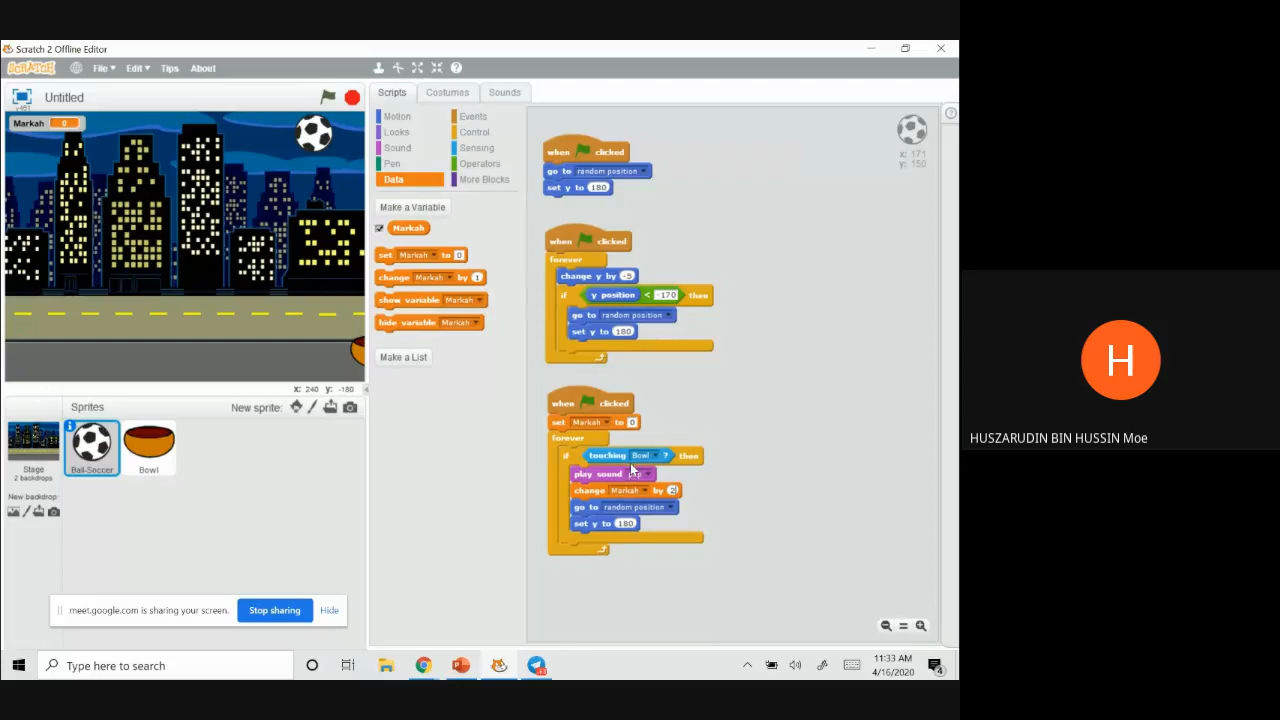 Scratch 2 Offline Editor
SCRATCH File Edit Tips About
Untitled
v461
Markah 0
x: 240 y: -180
Sprites New sprite:
Stage
2 backdrops
New backdrop:
Ball-Soccer
Bowl
Scripts Costumes Sounds
Motion Events
Looks Control
Sound Sensing
Pen Operators
Data More Blocks
Make a Variable
Markah
set Markah to 0
change Markah by 1
show variable Markah
hide variable Markah
Make a List
x: 171
y: 150
when clicked
go to random position
set y to 180
when clicked
forever
change y by -5
if y position < -170 then
go to random position
set y to 180
when clicked
set Markah to 0
forever
if touching Bowl ? then
play sound
change Markah by 2
go to random position
set y to 180
meet.google.com is sharing your screen. Stop sharing Hide
Type here to search
11:33 AM
4/16/2020
4
H
HUSZARUDIN BIN HUSSIN Moe